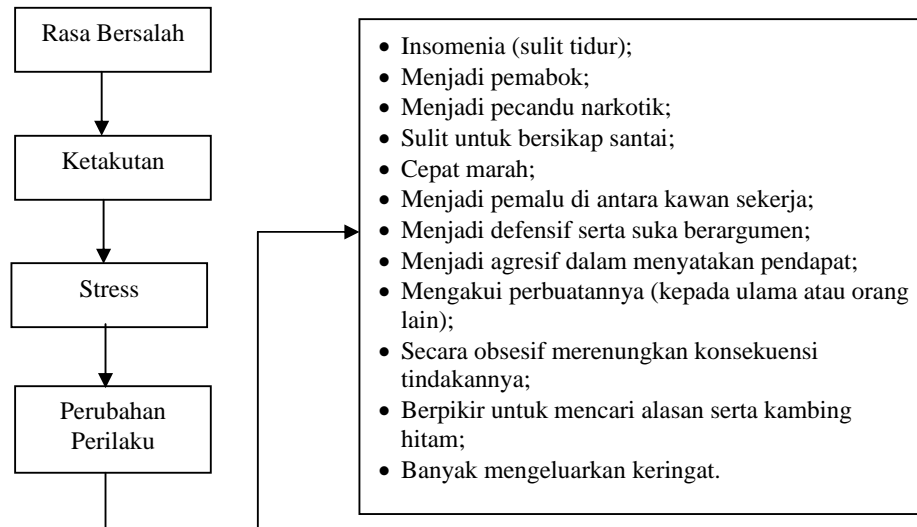 Rasa Bersalah
Ketakutan
Stress
Perubahan
Perilaku
• Insomenia (sulit tidur);
• Menjadi pemabok;
• Menjadi pecandu narkotik;
• Sulit untuk bersikap santai;
• Cepat marah;
• Menjadi pemalu di antara kawan sekerja;
• Menjadi defensif serta suka berargumen;
• Menjadi agresif dalam menyatakan pendapat;
• Mengakui perbuatannya (kepada ulama atau orang
lain);
• Secara obsesif merenungkan konsekuensi
tindakannya;
• Berpikir untuk mencari alasan serta kambing
hitam;
• Banyak mengeluarkan keringat.